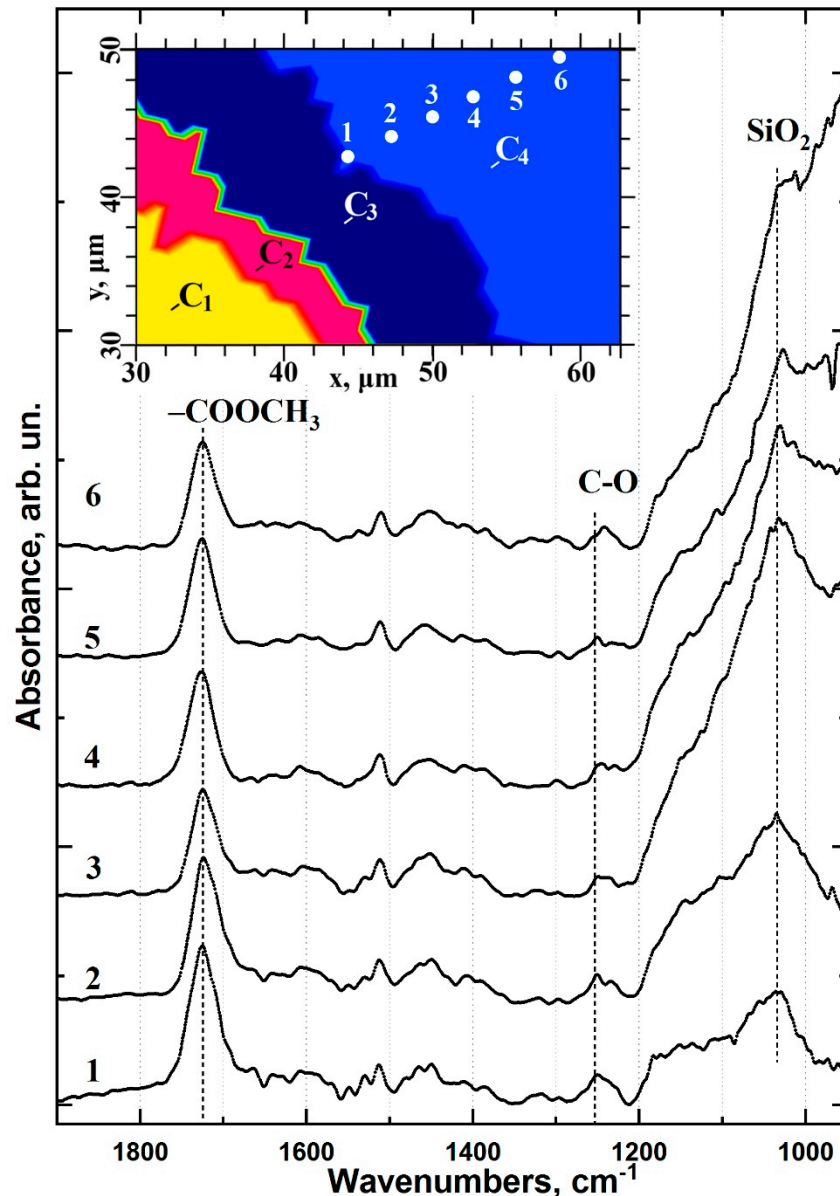 50
40
30
y, µm
1
2
3
4
5
6
C₄
C₃
C₂
C₁
30
40
50
60
x, µm
SiO₂
–COOCH₃
C-O
6
5
4
3
2
1
Absorbance, arb. un.
1800
1600
1400
1200
1000
Wavenumbers, cm⁻¹